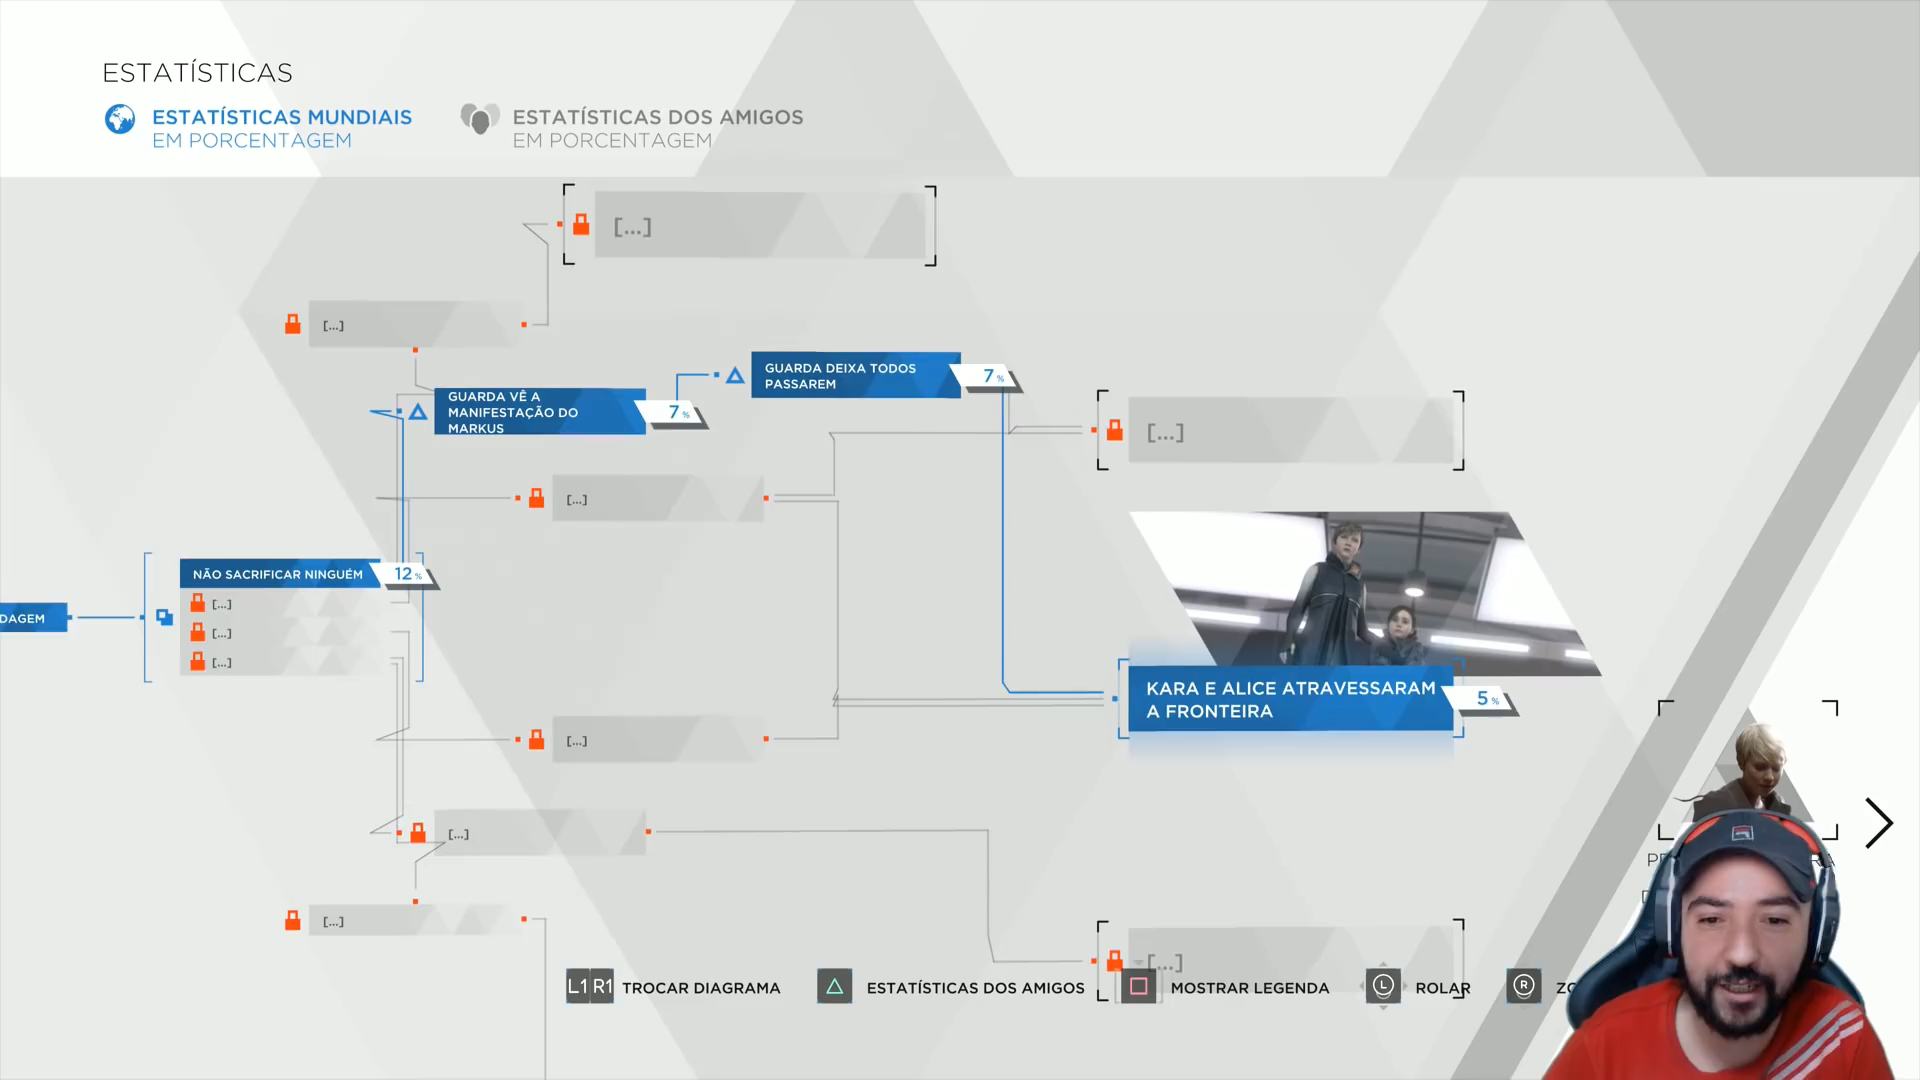 ESTATÍSTICAS
ESTATÍSTICAS MUNDIAIS
EM PORCENTAGEM
ESTATÍSTICAS DOS AMIGOS
EM PORCENTAGEM
[...]
[...]
GUARDA VÊ A
MANIFESTAÇÃO DO
MARKUS
7%
GUARDA DEIXA TODOS
PASSAREM
7%
[...]
[...]
DAGEM
NÃO SACRIFICAR NINGUÉM
12%
[...]
[...]
[...]
KARA E ALICE ATRAVESSARAM
A FRONTEIRA
5%
[...]
[...]
[...]
[...]
L1 R1 TROCAR DIAGRAMA
ESTATÍSTICAS DOS AMIGOS
MOSTRAR LEGENDA
L ROLAR
R